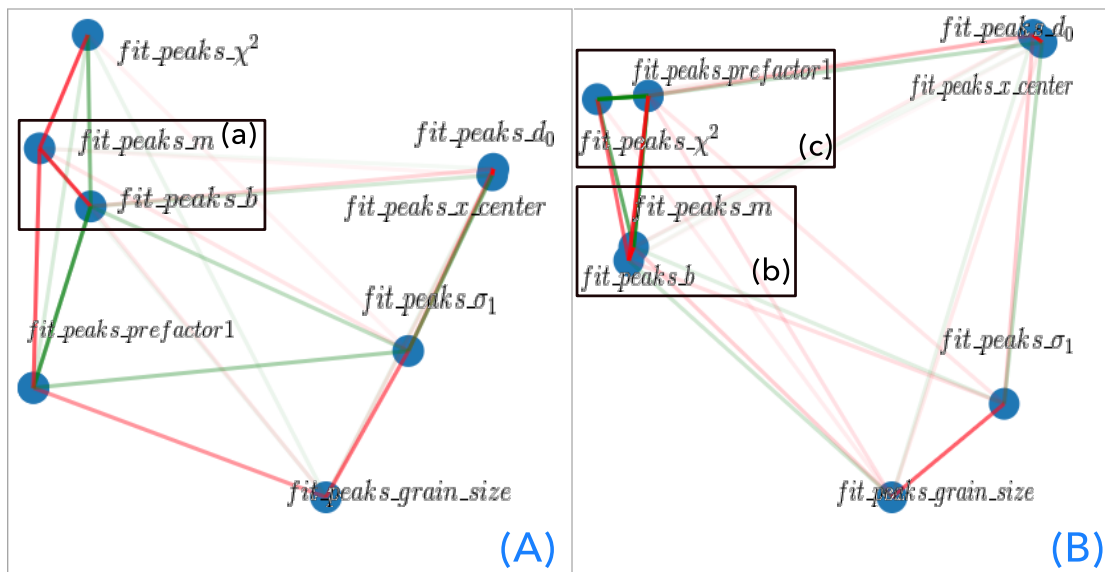 fit_peaks_χ²
fit_peaks_m
(a)
fit_peaks_b
fit_peaks_d₀
fit_peaks_x_center
fit_peaks_σ₁
fit_peaks_prefactor1
fit_peaks_grain_size
(A)
fit_peaks_d₀
fit_peaks_prefactor1
fit_peaks_x_center
fit_peaks_χ²
(c)
fit_peaks_m
(b)
fit_peaks_b
fit_peaks_σ₁
fit_peaks_grain_size
(B)